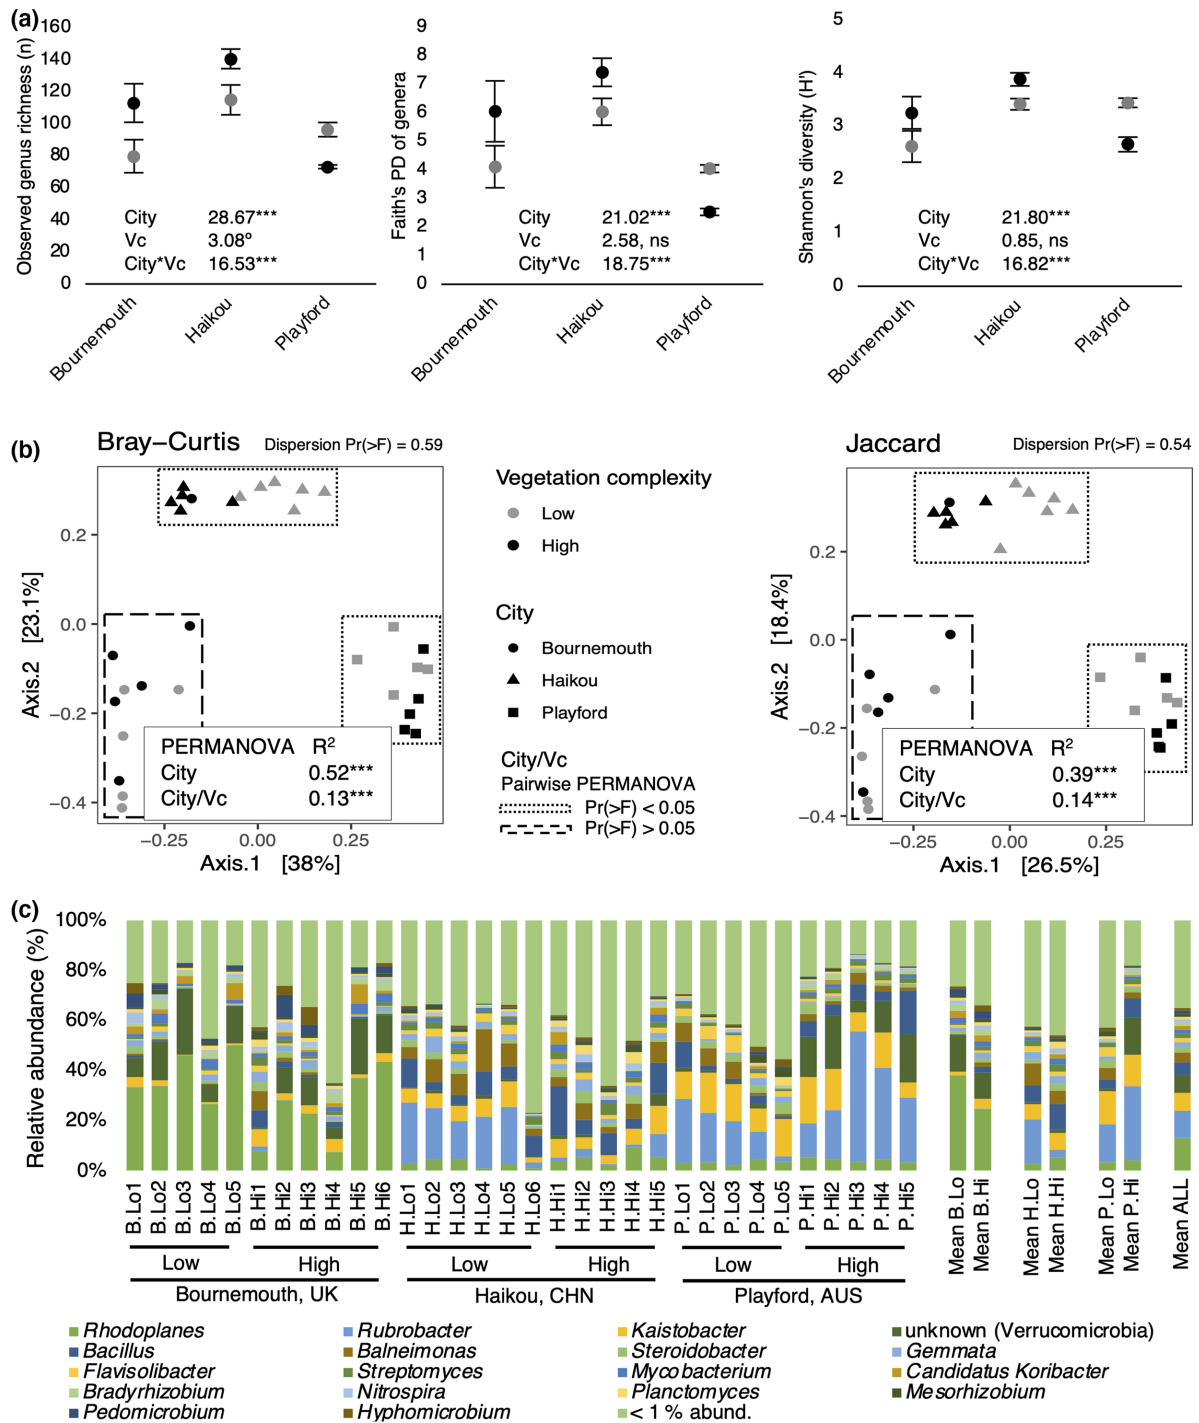 (a)
Observed genus richness (n)
160
140
120
100
80
60
40
20
0
City 28.67***
Vc 3.08º
City*Vc 16.53***
Bournemouth
Haikou
Playford
Faith's PD of genera
9
8
7
6
5
4
3
2
1
0
City 21.02***
Vc 2.58, ns
City*Vc 18.75***
Bournemouth
Haikou
Playford
Shannon's diversity (H')
5
4
3
2
1
0
City 21.80***
Vc 0.85, ns
City*Vc 16.82***
Bournemouth
Haikou
Playford
(b)
Bray–Curtis Dispersion Pr(>F) = 0.59
Axis.2 [23.1%]
0.2
0.0
−0.2
−0.4
PERMANOVA R²
City 0.52***
City/Vc 0.13***
−0.25 0.00 0.25
Axis.1 [38%]
Vegetation complexity
Low
High
City
Bournemouth
Haikou
Playford
City/Vc
Pairwise PERMANOVA
Pr(>F) < 0.05
Pr(>F) > 0.05
Jaccard Dispersion Pr(>F) = 0.54
Axis.2 [18.4%]
0.2
0.0
−0.2
−0.4
PERMANOVA R²
City 0.39***
City/Vc 0.14***
−0.25 0.00 0.25
Axis.1 [26.5%]
(c)
Relative abundance (%)
100%
80%
60%
40%
20%
0%
B.Lo1
B.Lo2
B.Lo3
B.Lo4
B.Lo5
B.Hi1
B.Hi2
B.Hi3
B.Hi4
B.Hi5
B.Hi6
H.Lo1
H.Lo2
H.Lo3
H.Lo4
H.Lo5
H.Lo6
H.Hi1
H.Hi2
H.Hi3
H.Hi4
H.Hi5
P.Lo1
P.Lo2
P.Lo3
P.Lo4
P.Lo5
P.Hi1
P.Hi2
P.Hi3
P.Hi4
P.Hi5
Mean B.Lo
Mean B.Hi
Mean H.Lo
Mean H.Hi
Mean P.Lo
Mean P.Hi
Mean ALL
Low High Low High Low High
Bournemouth, UK Haikou, CHN Playford, AUS
Rhodoplanes Rubrobacter Kaistobacter unknown (Verrucomicrobia)
Bacillus Balneimonas Steroidobacter Gemmata
Flavisolibacter Streptomyces Mycobacterium Candidatus Koribacter
Bradyrhizobium Nitrospira Planctomyces Mesorhizobium
Pedomicrobium Hyphomicrobium < 1 % abund.